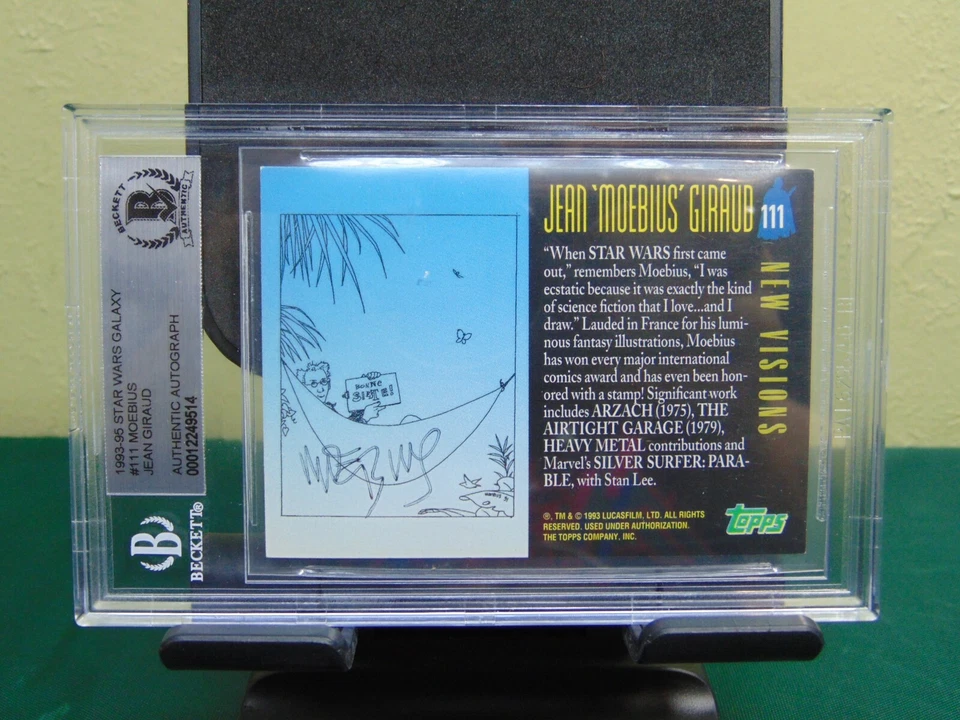 BECKETT
B
AUTHENTIC
1993-95 STAR WARS GALAXY
#111 MOEBIUS
JEAN GIRAUD
AUTHENTIC AUTOGRAPH
00012249514
B
BECKETT®
JEAN 'MOEBIUS' GIRAUD
111
NEW VISIONS
"When STAR WARS first came
out," remembers Moebius, "I was
ecstatic because it was exactly the kind
of science fiction that I love...and I
draw." Lauded in France for his lumi-
nous fantasy illustrations, Moebius
has won every major international
comics award and has even been hon-
ored with a stamp! Significant work
includes ARZACH (1975), THE
AIRTIGHT GARAGE (1979),
HEAVY METAL contributions and
Marvel's SILVER SURFER: PARA-
BLE, with Stan Lee.
®, TM & © 1993 LUCASFILM, LTD. ALL RIGHTS
RESERVED. USED UNDER AUTHORIZATION.
THE TOPPS COMPANY, INC.
topps